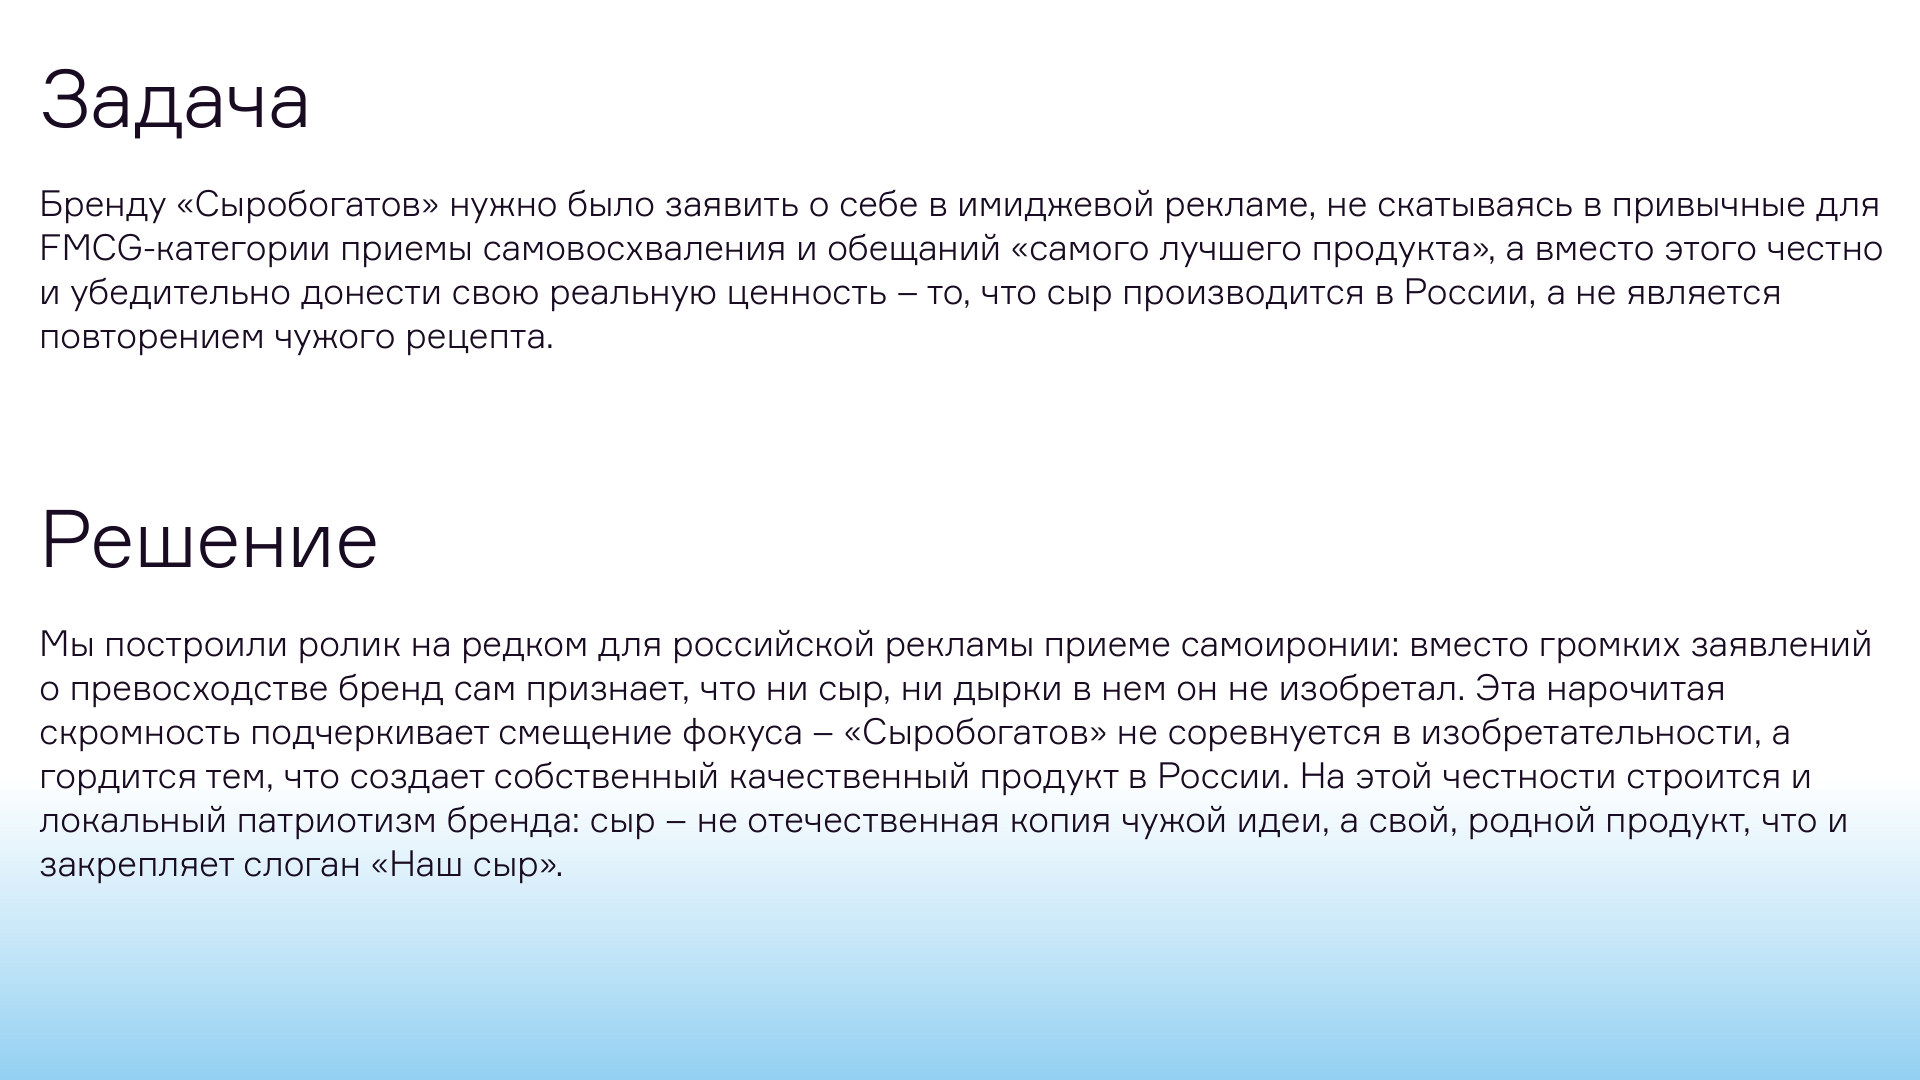 Задача
Бренду «Сыробогатов» нужно было заявить о себе в имиджевой рекламе, не скатываясь в привычные для
FMCG-категории приемы самовосхваления и обещаний «самого лучшего продукта», а вместо этого честно
и убедительно донести свою реальную ценность – то, что сыр производится в России, а не является
повторением чужого рецепта.
Решение
Мы построили ролик на редком для российской рекламы приеме самоиронии: вместо громких заявлений
о превосходстве бренд сам признает, что ни сыр, ни дырки в нем он не изобретал. Эта нарочитая
скромность подчеркивает смещение фокуса – «Сыробогатов» не соревнуется в изобретательности, а
гордится тем, что создает собственный качественный продукт в России. На этой честности строится и
локальный патриотизм бренда: сыр – не отечественная копия чужой идеи, а свой, родной продукт, что и
закрепляет слоган «Наш сыр».